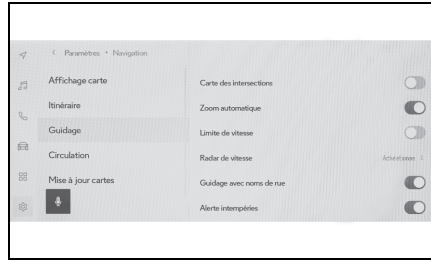 Paramètres • Navigation
Affichage carte
Itinéraire
Guidage
Circulation
Mise à jour cartes
Carte des intersections
Zoom automatique
Limite de vitesse
Radar de vitesse
Guidage avec noms de rue
Alerte intempéries